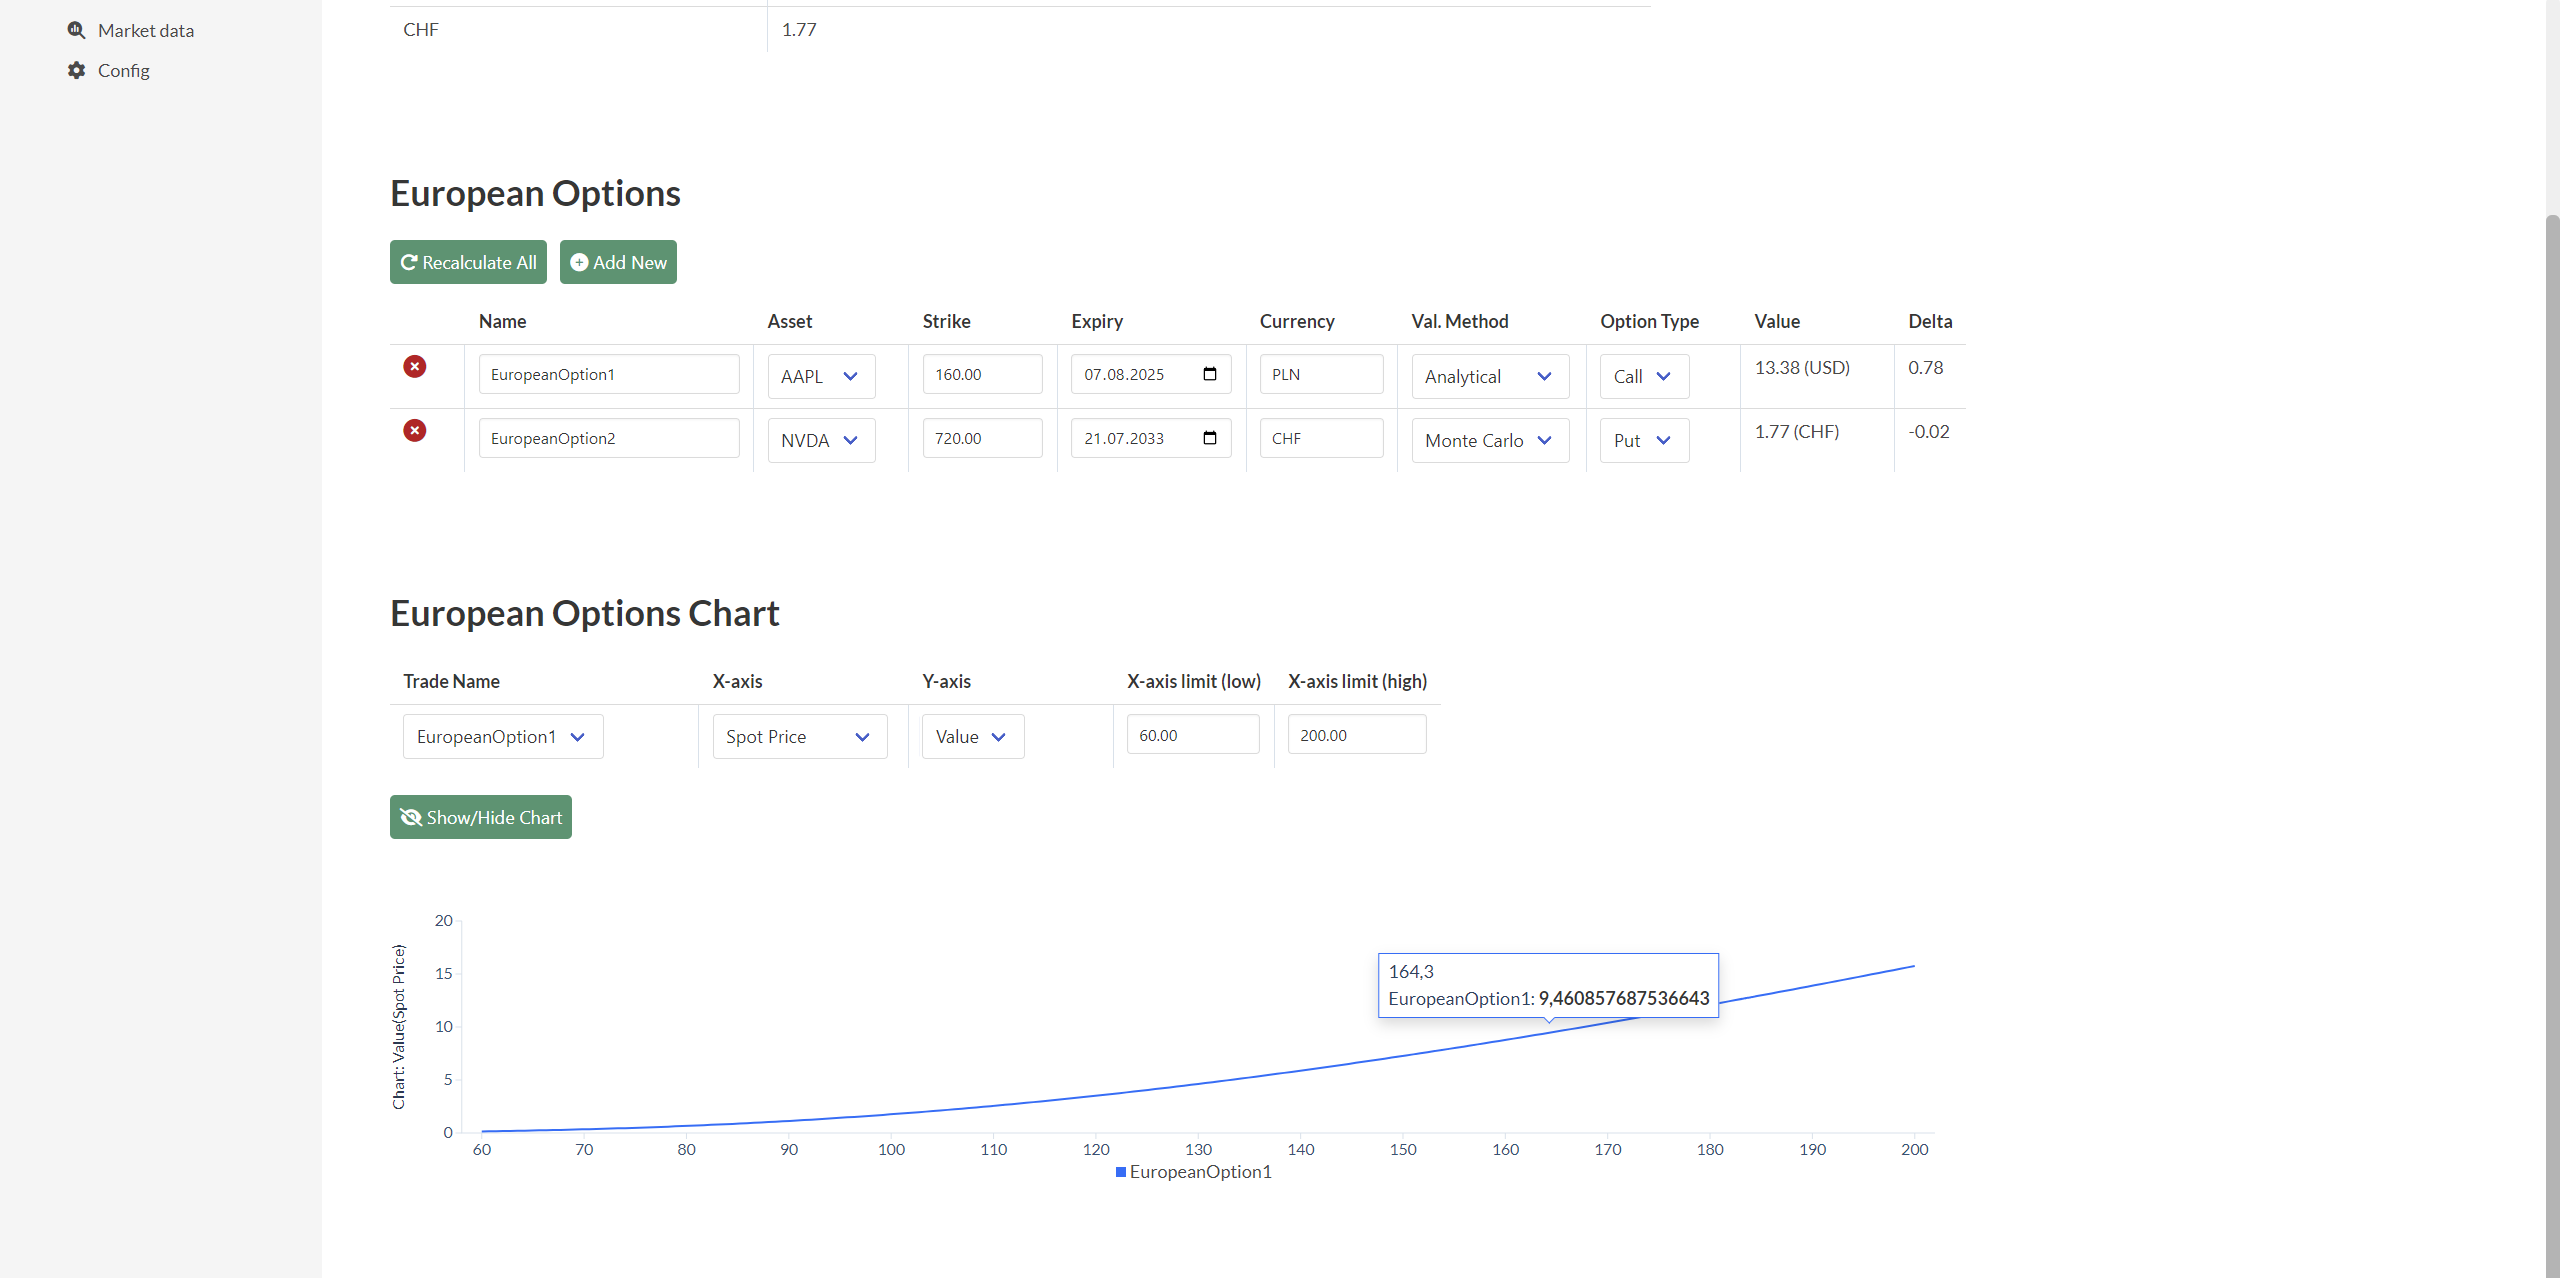 Market data
Config
CHF 1.77
European Options
Recalculate All Add New
Name Asset Strike Expiry Currency Val. Method Option Type Value Delta
EuropeanOption1 AAPL 160.00 07.08.2025 PLN Analytical Call 13.38 (USD) 0.78
EuropeanOption2 NVDA 720.00 21.07.2033 CHF Monte Carlo Put 1.77 (CHF) -0.02
European Options Chart
Trade Name X-axis Y-axis X-axis limit (low) X-axis limit (high)
EuropeanOption1 Spot Price Value 60.00 200.00
Show/Hide Chart
Chart: Value(Spot Price)
20
15
10
5
0
164,3
EuropeanOption1: 9,460857687536643
60 70 80 90 100 110 120 130 140 150 160 170 180 190 200
EuropeanOption1